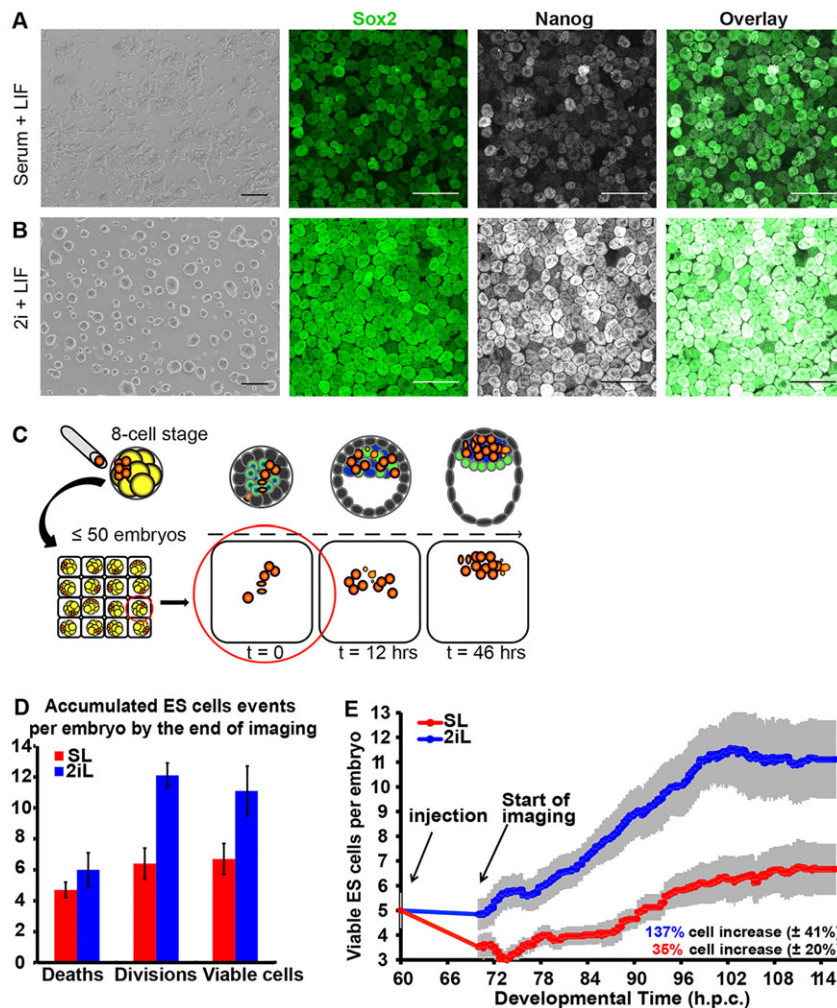 A
Sox2
Nanog
Overlay
Serum + LIF
B
2i + LIF
C
8-cell stage
≤ 50 embryos
t = 0
t = 12 hrs
t = 46 hrs
D
Accumulated ES cells events
per embryo by the end of imaging
14
12
10
8
6
4
2
0
SL
2iL
Deaths
Divisions
Viable cells
E
Viable ES cells per embryo
13
12
11
10
9
8
7
6
5
4
3
SL
2iL
injection
Start of
imaging
137% cell increase (± 41%)
35% cell increase (± 20%)
60 66 72 78 84 90 96 102 108 114
Developmental Time (h.p.c.)